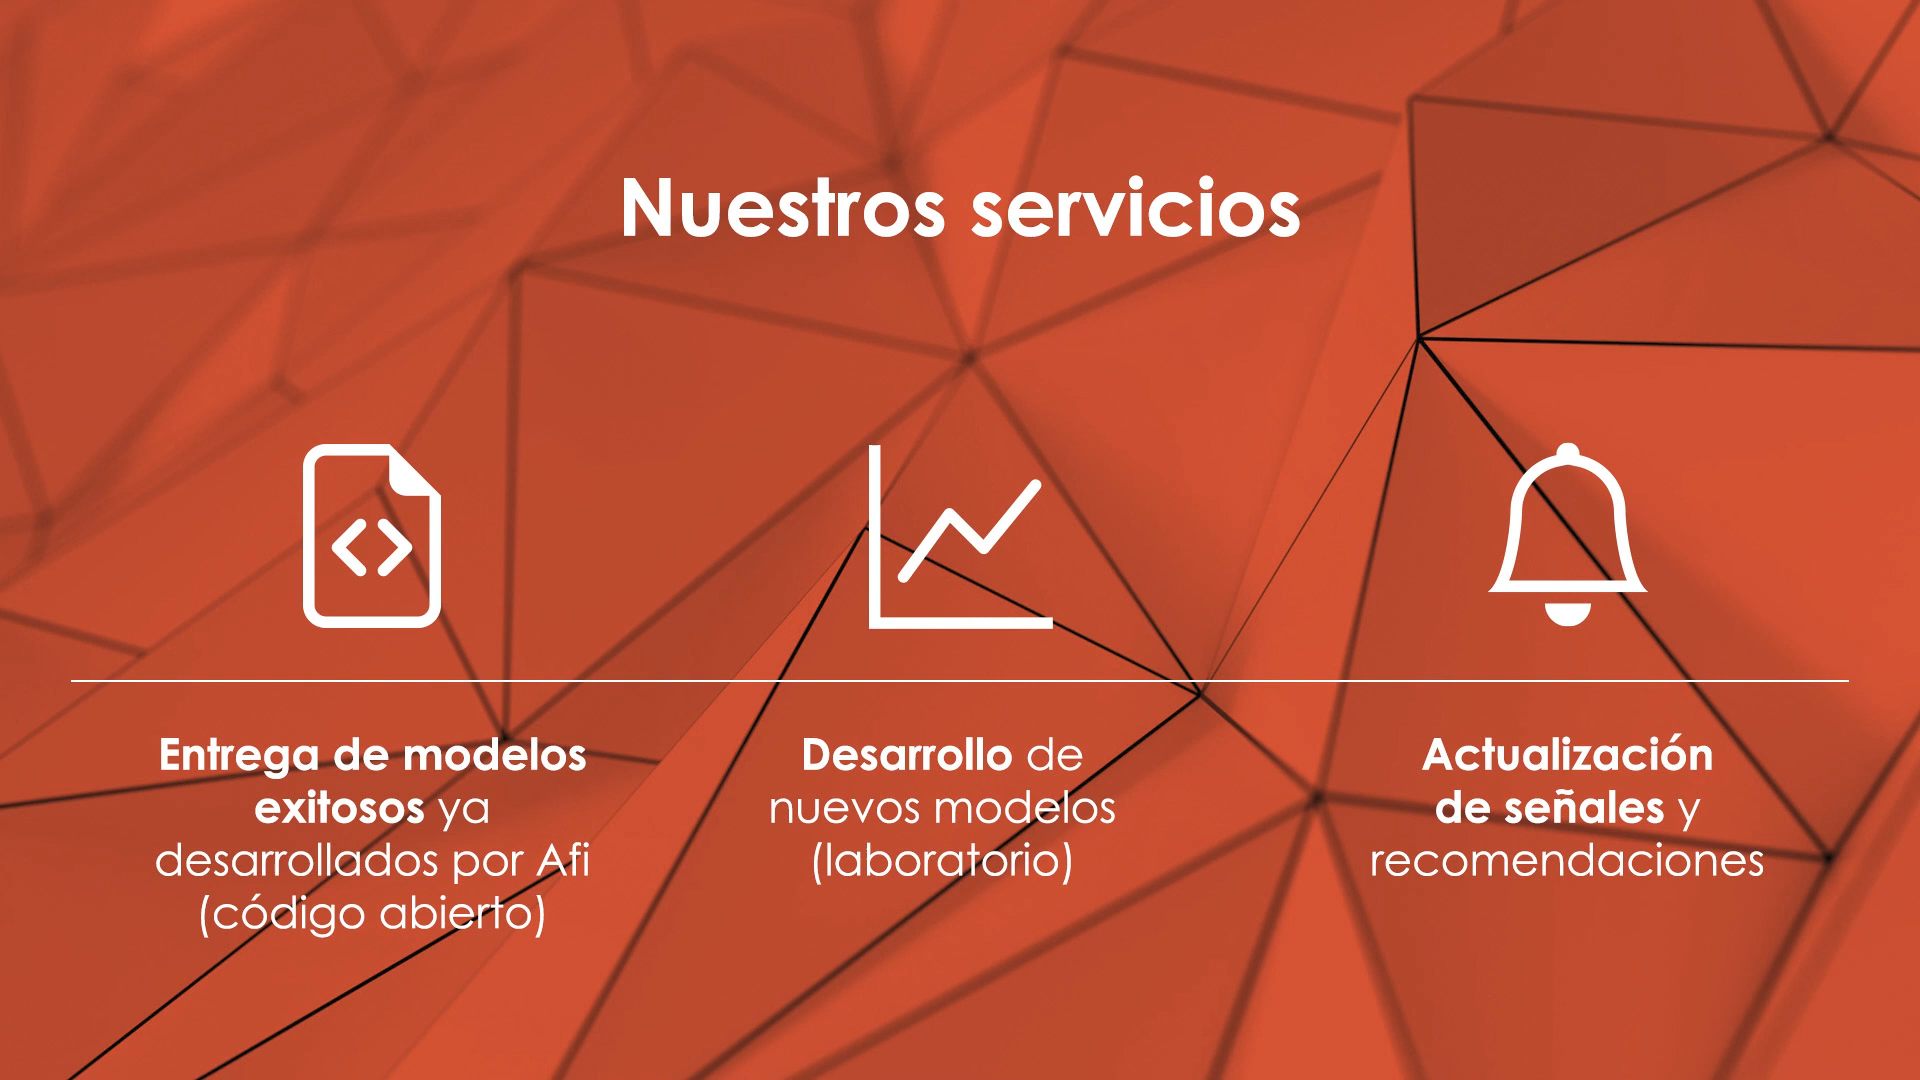 Nuestros servicios
Entrega de modelos
exitosos ya
desarrollados por Afi
(código abierto)
Desarrollo de
nuevos modelos
(laboratorio)
Actualización
de señales y
recomendaciones